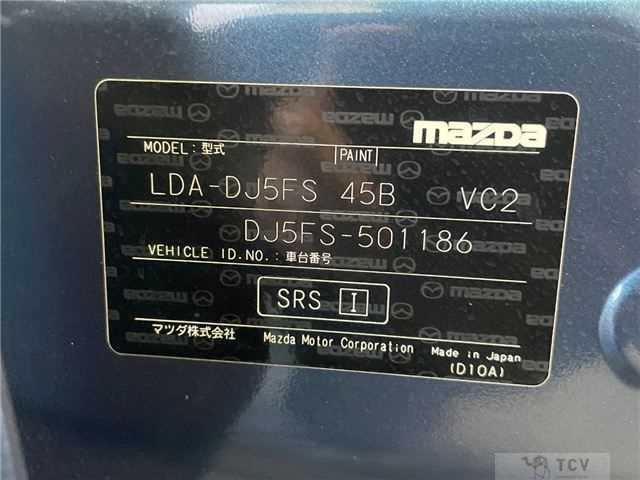 mazda
MODEL:型式 PAINT
LDA-DJ5FS 45B VC2
DJ5FS-501186
VEHICLE ID.NO.:車台番号
SRS I
マツダ株式会社 Mazda Motor Corporation Made in Japan
(D10A)
TCV